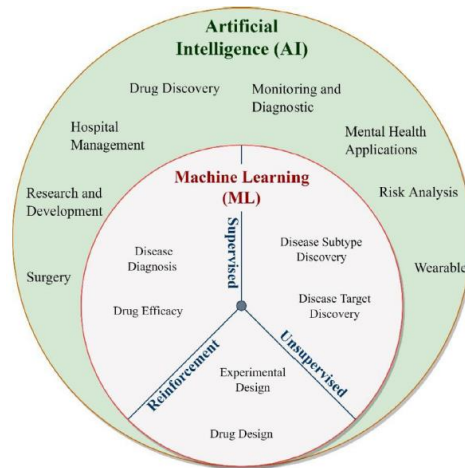 Artificial
Intelligence (AI)
Drug Discovery
Monitoring and
Diagnostic
Hospital
Management
Mental Health
Applications
Research and
Development
Risk Analysis
Surgery
Wearable
Machine Learning
(ML)
Supervised
Disease
Diagnosis
Drug Efficacy
Disease Subtype
Discovery
Disease Target
Discovery
Reinforcement
Unsupervised
Experimental
Design
Drug Design